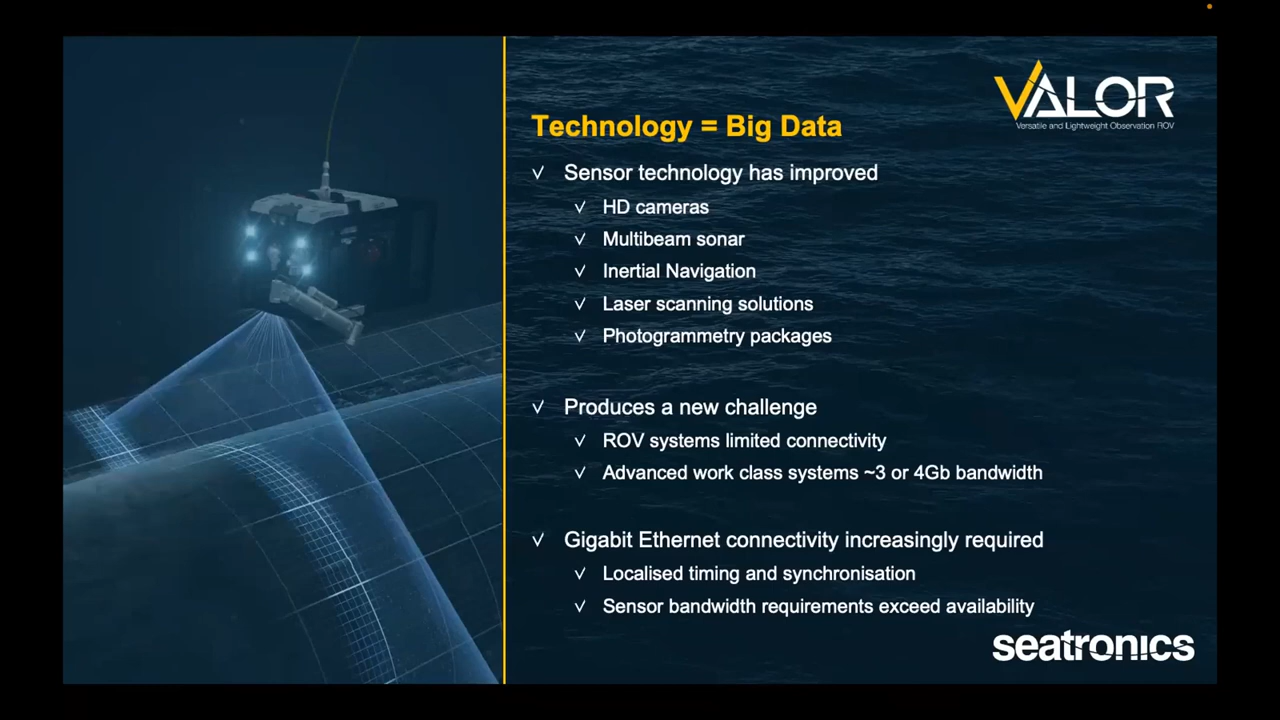 VALOR
Versatile and Lightweight Observation ROV
Technology = Big Data
Sensor technology has improved
HD cameras
Multibeam sonar
Inertial Navigation
Laser scanning solutions
Photogrammetry packages
Produces a new challenge
ROV systems limited connectivity
Advanced work class systems ~3 or 4Gb bandwidth
Gigabit Ethernet connectivity increasingly required
Localised timing and synchronisation
Sensor bandwidth requirements exceed availability
seatronics